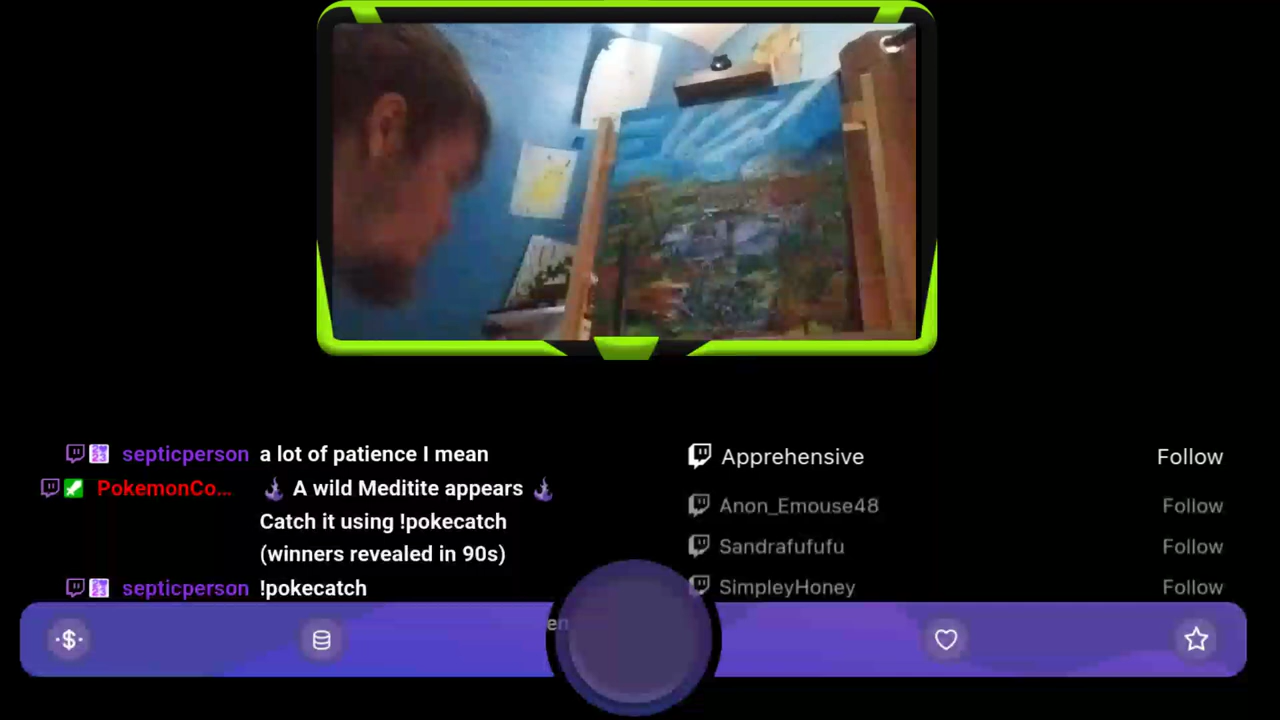 septicperson a lot of patience I mean
PokemonCo... A wild Meditite appears
Catch it using !pokecatch
(winners revealed in 90s)
septicperson !pokecatch
Apprehensive Follow
Anon_Emouse48 Follow
Sandrafufufu Follow
SimpleyHoney Follow
en